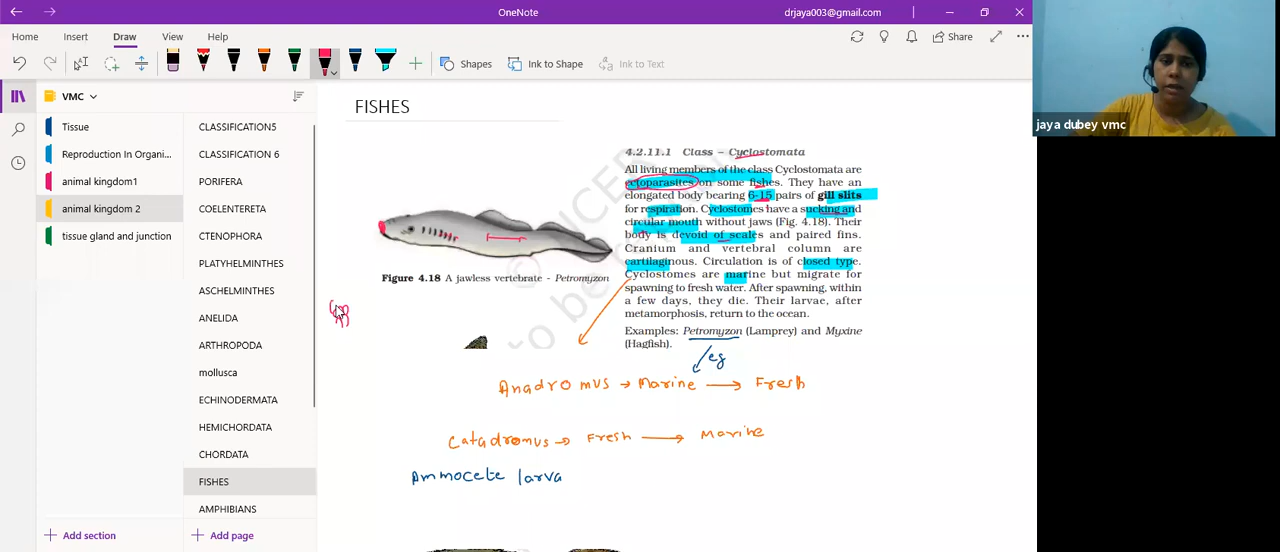 OneNote
drjaya003@gmail.com
Home
Insert
Draw
View
Help
Share
Shapes
Ink to Shape
Ink to Text
VMC
Tissue
Reproduction In Organi...
animal kingdom1
animal kingdom 2
tissue gland and junction
Add section
CLASSIFICATION5
CLASSIFICATION 6
PORIFERA
COELENTERETA
CTENOPHORA
PLATYHELMINTHES
ASCHELMINTHES
ANELIDA
ARTHROPODA
mollusca
ECHINODERMATA
HEMICHORDATA
CHORDATA
FISHES
AMPHIBIANS
Add page
FISHES
4.2.11.1 Class – Cyclostomata
All living members of the class Cyclostomata are
ectoparasites on some fishes. They have an
elongated body bearing 6-15 pairs of gill slits
for respiration. Cyclostomes have a sucking and
circular mouth without jaws (Fig. 4.18). Their
body is devoid of scales and paired fins.
Cranium and vertebral column are
cartilaginous. Circulation is of closed type.
Cyclostomes are marine but migrate for
spawning to fresh water. After spawning, within
a few days, they die. Their larvae, after
metamorphosis, return to the ocean.
Examples: Petromyzon (Lamprey) and Myxine
(Hagfish).
Figure 4.18 A jawless vertebrate - Petromyzon
eg
Anadromus → Marine → Fresh
Catadromus → Fresh → Marine
Ammocete larva
to be
jaya dubey vmc